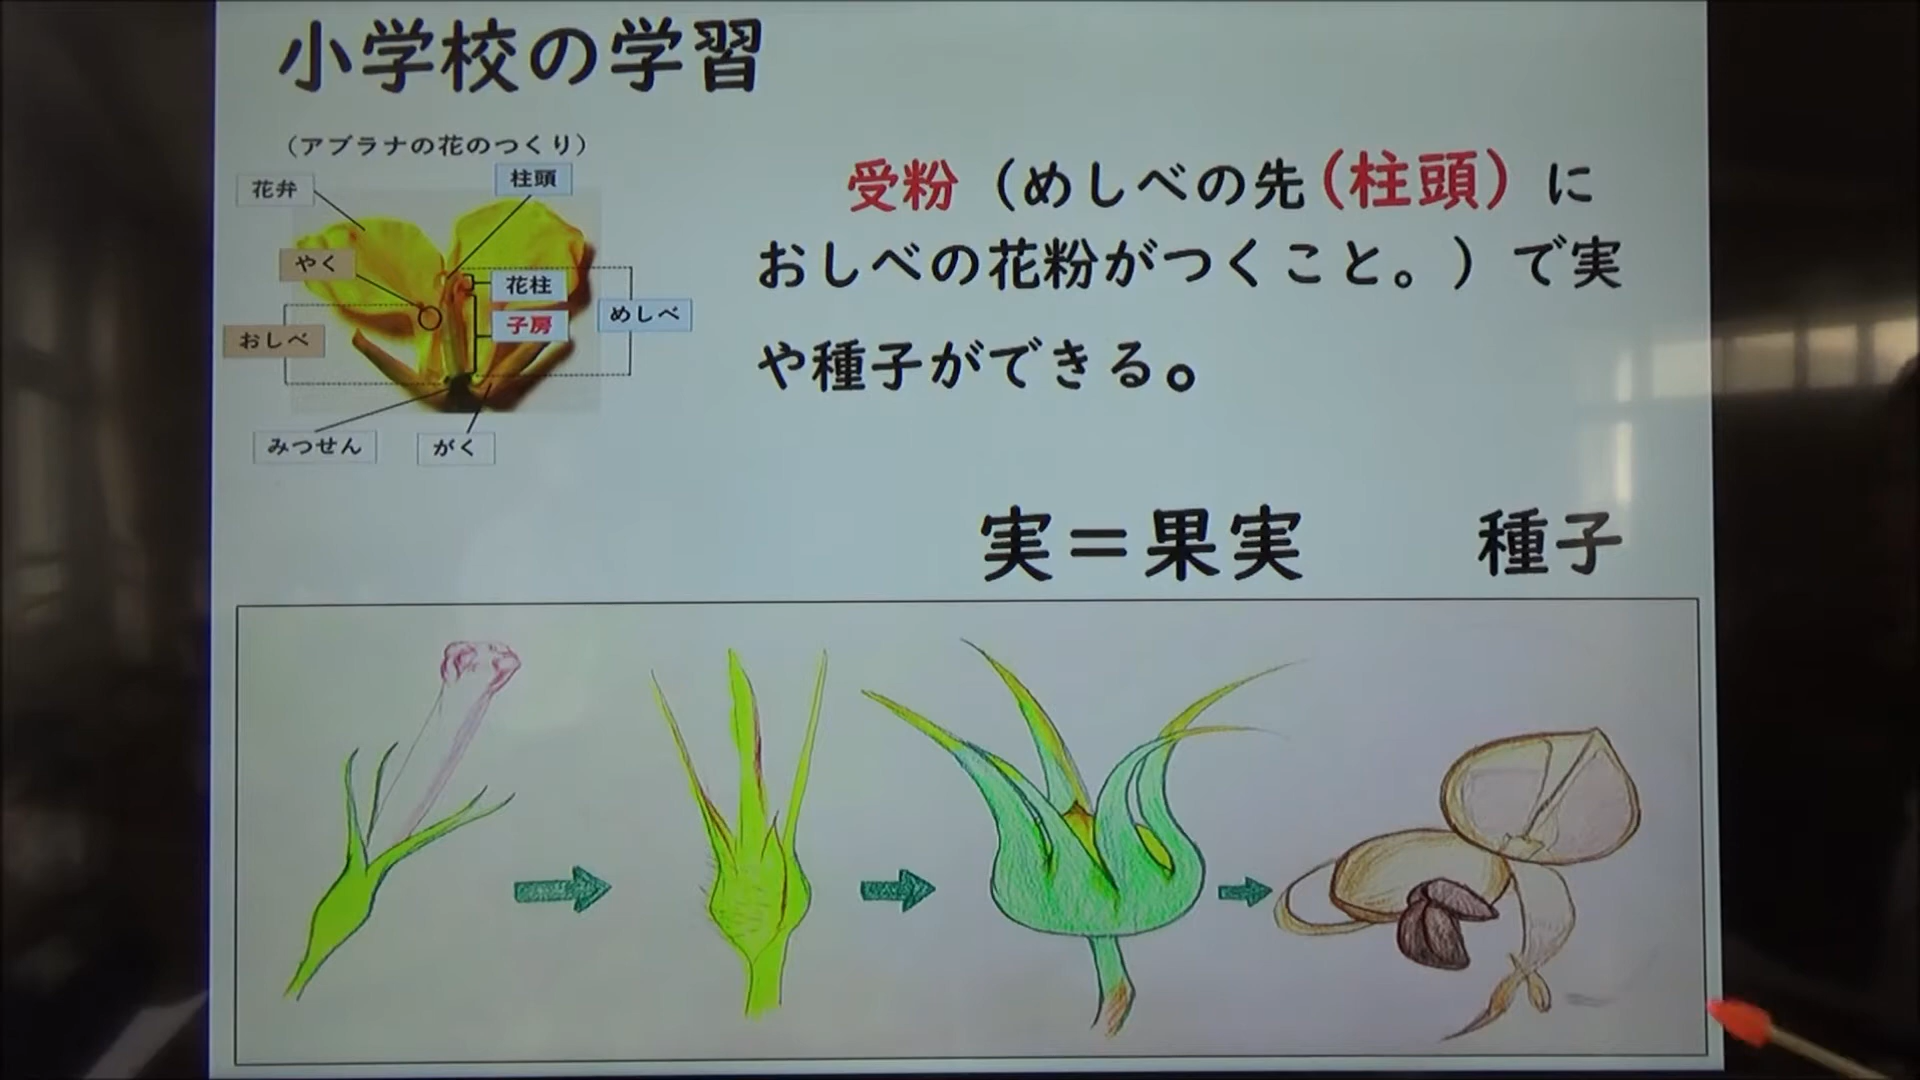 小学校の学習
（アブラナの花のつくり）
花弁
柱頭
やく
花柱
子房
めしべ
おしべ
みつせん
がく
受粉（めしべの先（柱頭）に
おしべの花粉がつくこと。）で実
や種子ができる。
実＝果実　種子